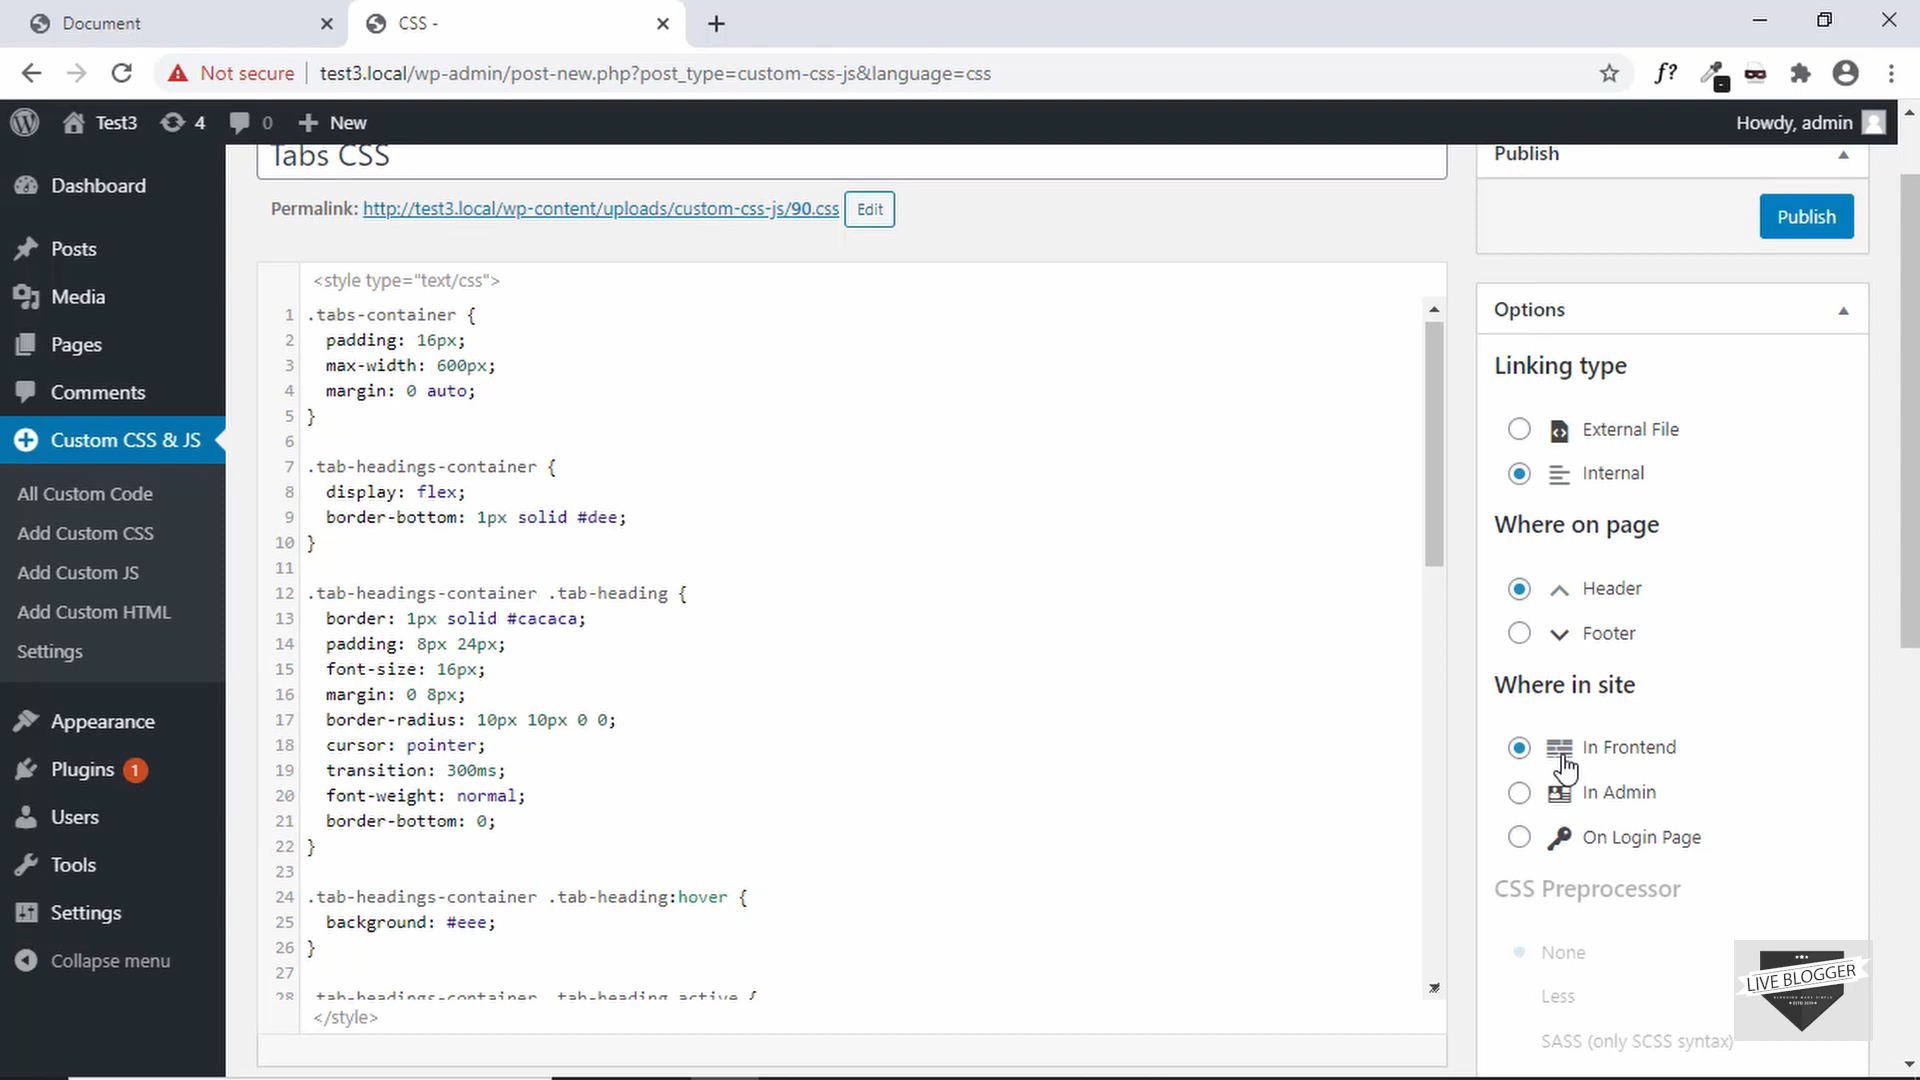 Document
CSS -
Not secure
test3.local/wp-admin/post-new.php?post_type=custom-css-js&language=css
f?
Test3
4
0
New
Howdy, admin
Dashboard
Posts
Media
Pages
Comments
Custom CSS & JS
All Custom Code
Add Custom CSS
Add Custom JS
Add Custom HTML
Settings
Appearance
Plugins 1
Users
Tools
Settings
Collapse menu
Tabs CSS
Permalink: http://test3.local/wp-content/uploads/custom-css-js/90.css Edit
<style type="text/css">
1 .tabs-container {
2 padding: 16px;
3 max-width: 600px;
4 margin: 0 auto;
5 }
6
7 .tab-headings-container {
8 display: flex;
9 border-bottom: 1px solid #dee;
10 }
11
12 .tab-headings-container .tab-heading {
13 border: 1px solid #cacaca;
14 padding: 8px 24px;
15 font-size: 16px;
16 margin: 0 8px;
17 border-radius: 10px 10px 0 0;
18 cursor: pointer;
19 transition: 300ms;
20 font-weight: normal;
21 border-bottom: 0;
22 }
23
24 .tab-headings-container .tab-heading:hover {
25 background: #eee;
26 }
27
28 .tab-headings-container .tab-heading.active {
</style>
Publish
Publish
Options
Linking type
External File
Internal
Where on page
Header
Footer
Where in site
In Frontend
In Admin
On Login Page
CSS Preprocessor
None
Less
SASS (only SCSS syntax)
LIVE BLOGGER